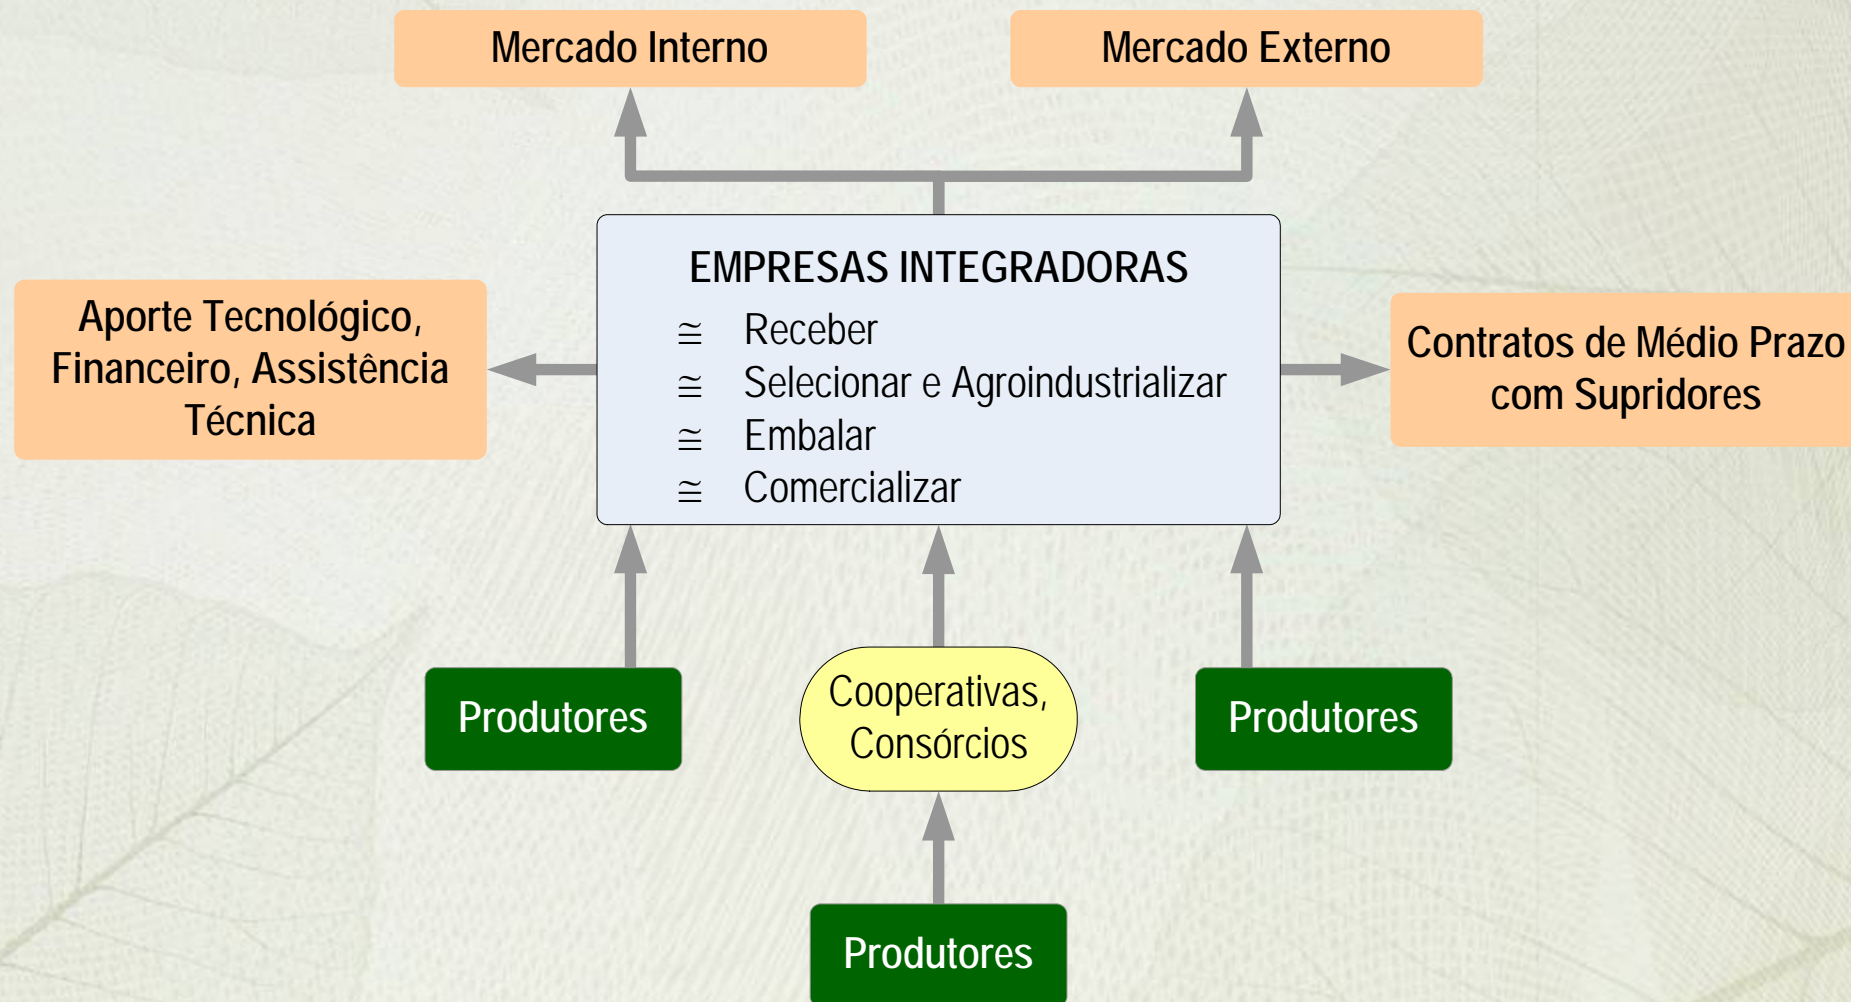 Mercado Interno
Mercado Externo
EMPRESAS INTEGRADORAS
≅ Receber
≅ Selecionar e Agroindustrializar
≅ Embalar
≅ Comercializar
Aporte Tecnológico,
Financeiro, Assistência
Técnica
Contratos de Médio Prazo
com Supridores
Produtores
Cooperativas,
Consórcios
Produtores
Produtores